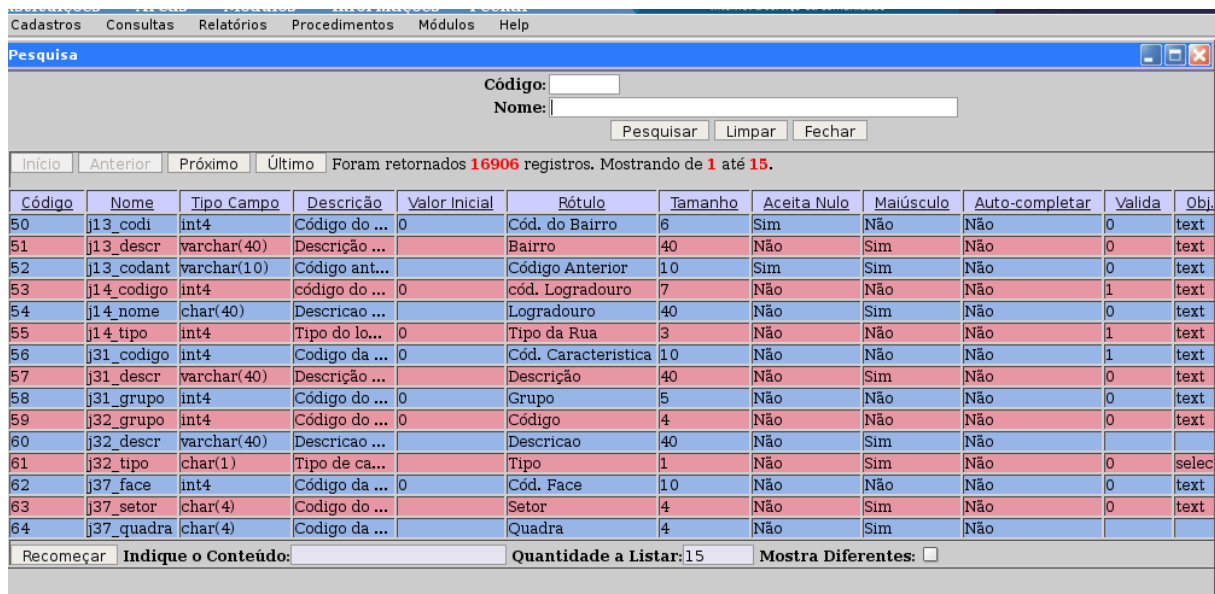 Cadastros Consultas Relatórios Procedimentos Módulos Help
Pesquisa
Código:
Nome:
Pesquisar Limpar Fechar
Início Anterior Próximo Último Foram retornados 16906 registros. Mostrando de 1 até 15.
Código Nome Tipo Campo Descrição Valor Inicial Rótulo Tamanho Aceita Nulo Maiúsculo Auto-completar Valida Obj.
50 j13_codi int4 Código do ... 0 Cód. do Bairro 6 Sim Não Não 0 text
51 j13_descr varchar(40) Descrição ... Bairro 40 Não Sim Não 0 text
52 j13_codant varchar(10) Código ant... Código Anterior 10 Sim Sim Não 0 text
53 j14_codigo int4 código do ... 0 cód. Logradouro 7 Não Não Não 1 text
54 j14_nome char(40) Descricao ... Logradouro 40 Não Sim Não 0 text
55 j14_tipo int4 Tipo do lo... 0 Tipo da Rua 3 Não Não Não 1 text
56 j31_codigo int4 Codigo da ... 0 Cód. Caracteristica 10 Não Não Não 1 text
57 j31_descr varchar(40) Descrição ... Descrição 40 Não Sim Não 0 text
58 j31_grupo int4 Código do ... 0 Grupo 5 Não Não Não 0 text
59 j32_grupo int4 Código do ... 0 Código 4 Não Não Não 0 text
60 j32_descr varchar(40) Descricao ... Descricao 40 Não Sim Não
61 j32_tipo char(1) Tipo de ca... Tipo 1 Não Sim Não 0 selec
62 j37_face int4 Código da ... 0 Cód. Face 10 Não Não Não 0 text
63 j37_setor char(4) Codigo do ... Setor 4 Não Sim Não 0 text
64 j37_quadra char(4) Codigo da ... Quadra 4 Não Sim Não
Recomeçar Indique o Conteúdo: Quantidade a Listar: 15 Mostra Diferentes: